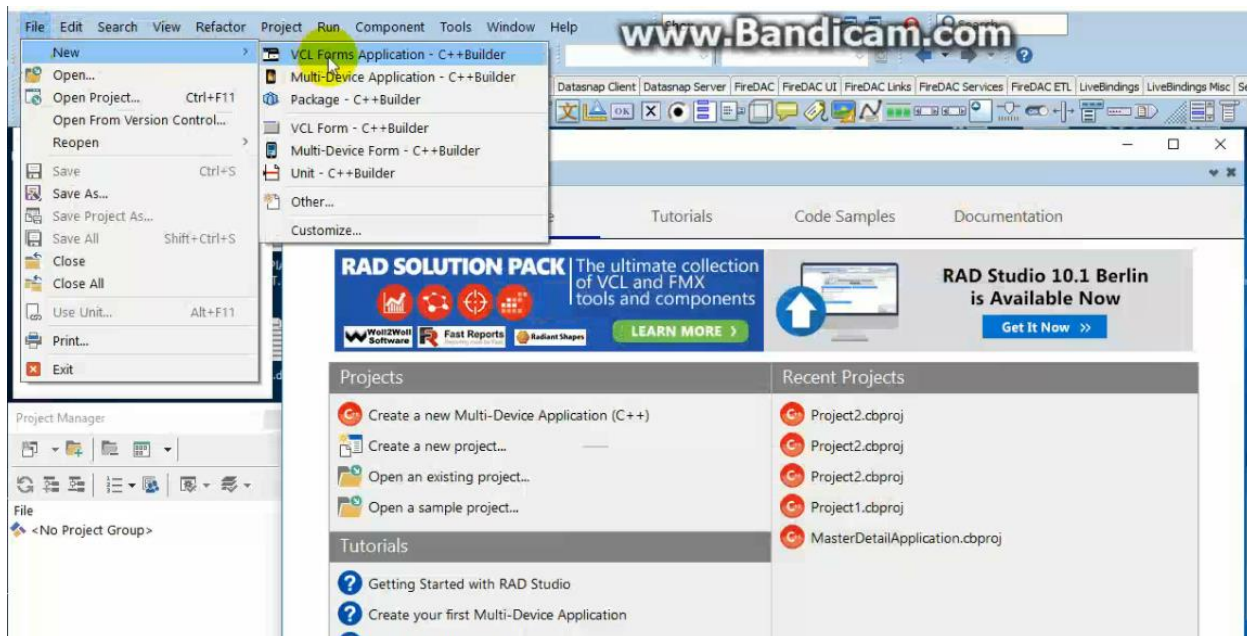 File Edit Search View Refactor Project Run Component Tools Window Help
www.Bandicam.com
Search
New
Open...
Open Project... Ctrl+F11
Open From Version Control...
Reopen
Save Ctrl+S
Save As...
Save Project As...
Save All Shift+Ctrl+S
Close
Close All
Use Unit... Alt+F11
Print...
Exit
VCL Forms Application - C++Builder
Multi-Device Application - C++Builder
Package - C++Builder
VCL Form - C++Builder
Multi-Device Form - C++Builder
Unit - C++Builder
Other...
Customize...
Datasnap Client Datasnap Server FireDAC FireDAC UI FireDAC Links FireDAC Services FireDAC ETL LiveBindings LiveBindings Misc
OK
Tutorials Code Samples Documentation
RAD SOLUTION PACK
The ultimate collection
of VCL and FMX
tools and components
LEARN MORE
Woll2Woll
Software
Fast Reports
Radiant Shapes
RAD Studio 10.1 Berlin
is Available Now
Get It Now »
Project Manager
File
<No Project Group>
Projects
Create a new Multi-Device Application (C++)
Create a new project...
Open an existing project...
Open a sample project...
Recent Projects
Project2.cbproj
Project2.cbproj
Project2.cbproj
Project1.cbproj
MasterDetailApplication.cbproj
Tutorials
Getting Started with RAD Studio
Create your first Multi-Device Application